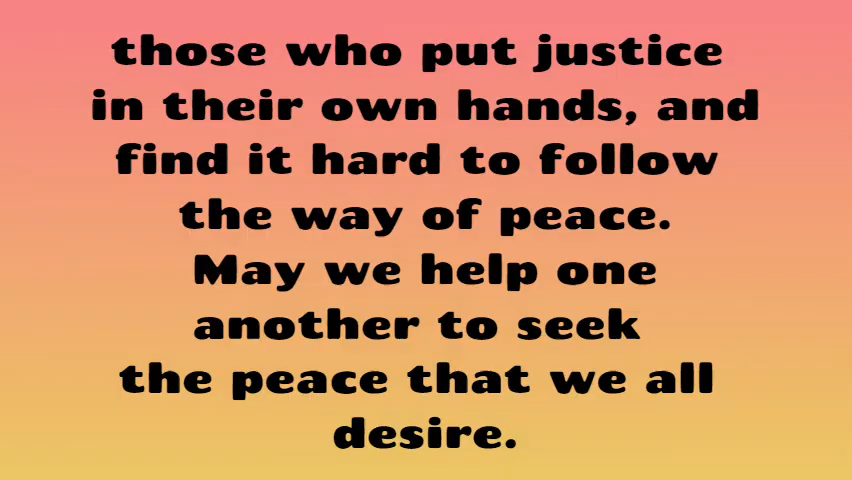 those who put justice
in their own hands, and
find it hard to follow
the way of peace.
May we help one
another to seek
the peace that we all
desire.